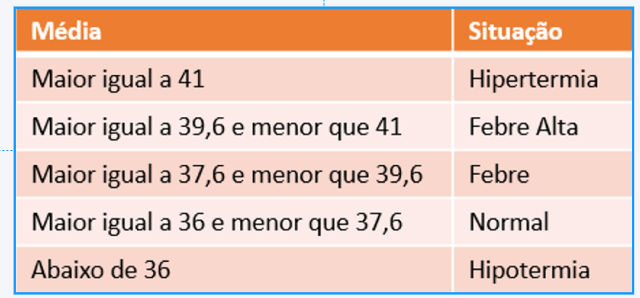 Média Situação
Maior igual a 41 Hipertermia
Maior igual a 39,6 e menor que 41 Febre Alta
Maior igual a 37,6 e menor que 39,6 Febre
Maior igual a 36 e menor que 37,6 Normal
Abaixo de 36 Hipotermia